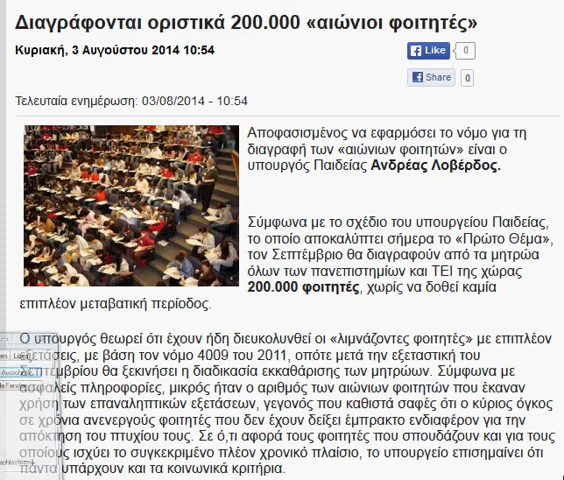 Διαγράφονται οριστικά 200.000 «αιώνιοι φοιτητές»
Κυριακή, 3 Αυγούστου 2014 10:54
Like 0
Share 0
Τελευταία ενημέρωση: 03/08/2014 - 10:54
Αποφασισμένος να εφαρμόσει το νόμο για τη
διαγραφή των «αιώνιων φοιτητών» είναι ο
υπουργός Παιδείας Ανδρέας Λοβέρδος.
Σύμφωνα με το σχέδιο του υπουργείου Παιδείας,
το οποίο αποκαλύπτει σήμερα το «Πρώτο Θέμα»,
τον Σεπτέμβριο θα διαγραφούν από τα μητρώα
όλων των πανεπιστημίων και ΤΕΙ της χώρας
200.000 φοιτητές, χωρίς να δοθεί καμία
επιπλέον μεταβατική περίοδος.
Ο υπουργός θεωρεί ότι έχουν ήδη διευκολυνθεί οι «λιμνάζοντες φοιτητές» με επιπλέον
εξετάσεις, με βάση τον νόμο 4009 του 2011, οπότε μετά την εξεταστική του
Σεπτεμβρίου θα ξεκινήσει η διαδικασία εκκαθάρισης των μητρώων. Σύμφωνα με
ασφαλείς πληροφορίες, μικρός ήταν ο αριθμός των αιώνιων φοιτητών που έκαναν
χρήση των επαναληπτικών εξετάσεων, γεγονός που καθιστά σαφές ότι ο κύριος όγκος
σε χρόνια ανενεργούς φοιτητές που δεν έχουν δείξει έμπρακτο ενδιαφέρον για την
απόκτηση του πτυχίου τους. Σε ό,τι αφορά τους φοιτητές που σπουδάζουν και για τους
οποίους ισχύει το συγκεκριμένο πλέον χρονικό πλαίσιο, το υπουργείο επισημαίνει ότι
πάντα υπάρχουν και τα κοινωνικά κριτήρια.